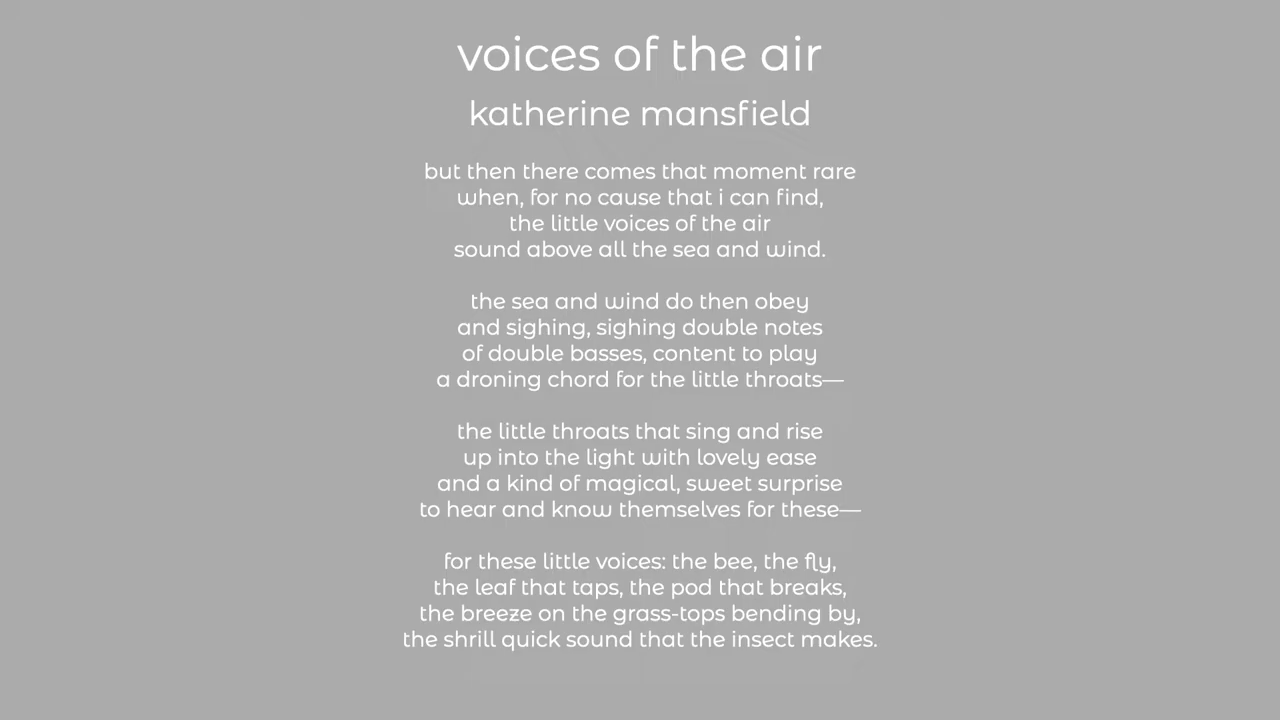 voices of the air
katherine mansfield
but then there comes that moment rare
when, for no cause that i can find,
the little voices of the air
sound above all the sea and wind.
the sea and wind do then obey
and sighing, sighing double notes
of double basses, content to play
a droning chord for the little throats—
the little throats that sing and rise
up into the light with lovely ease
and a kind of magical, sweet surprise
to hear and know themselves for these—
for these little voices: the bee, the fly,
the leaf that taps, the pod that breaks,
the breeze on the grass-tops bending by,
the shrill quick sound that the insect makes.